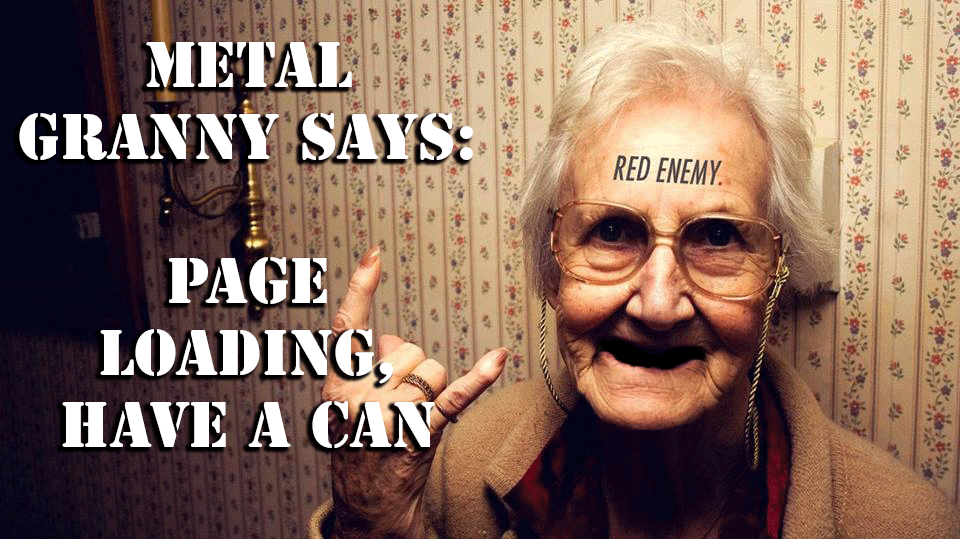 METAL
GRANNY SAYS:
RED ENEMY.
PAGE
LOADING,
HAVE A CAN